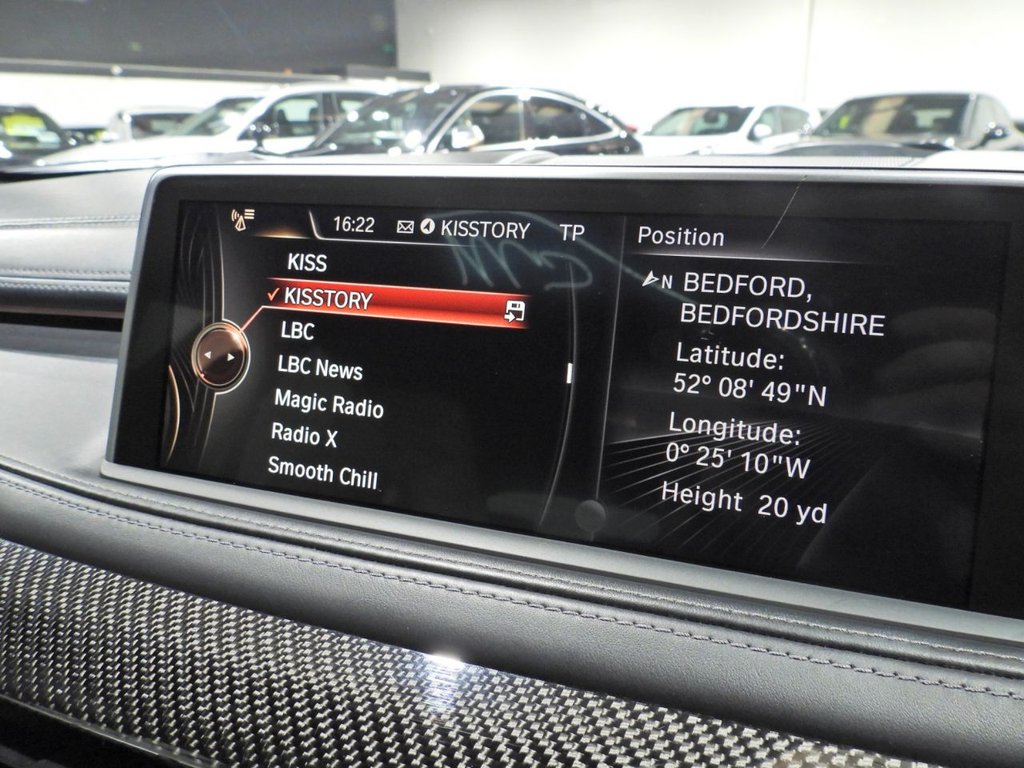 16:22 KISSTORY TP
KISS
KISSTORY
LBC
LBC News
Magic Radio
Radio X
Smooth Chill
Position
N BEDFORD,
BEDFORDSHIRE
Latitude:
52° 08' 49"N
Longitude:
0° 25' 10"W
Height 20 yd